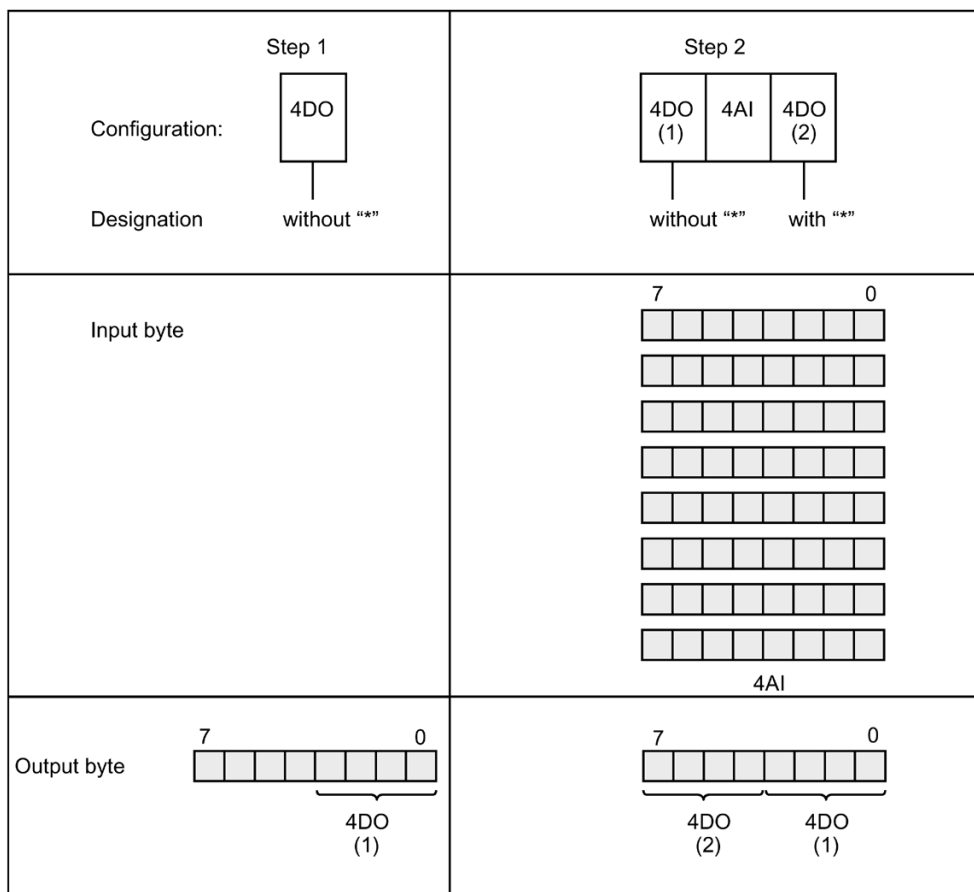 Step 1
Step 2
Configuration:
4DO
4DO
(1)
4AI
4DO
(2)
Designation
without “*”
without “*”
with “*”
Input byte
7 0
4AI
Output byte
7 0
4DO
(1)
7 0
4DO
(2)
4DO
(1)